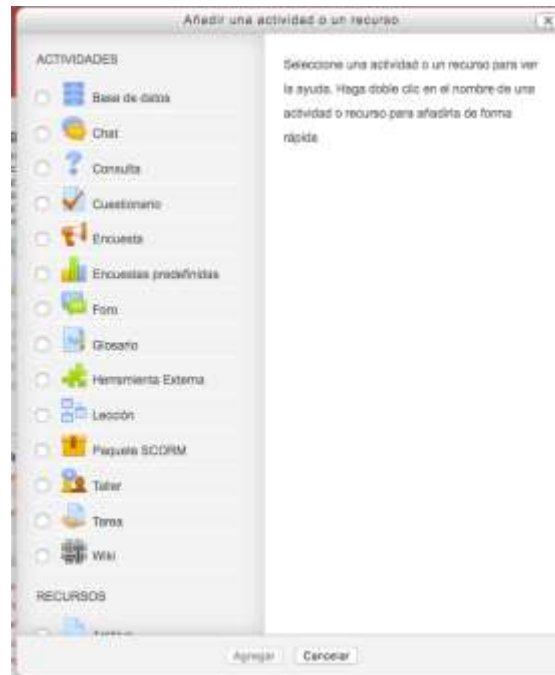 Añadir una actividad o un recurso
ACTIVIDADES
Base de datos
Chat
Consulta
Cuestionario
Encuesta
Encuestas predefinidas
Foro
Glosario
Herramienta Externa
Lección
Paquete SCORM
Taller
Tarea
Wiki
RECURSOS
Seleccione una actividad o un recurso para ver
la ayuda. Haga doble clic en el nombre de una
actividad o recurso para añadirla de forma
rápida
Agregar
Cancelar